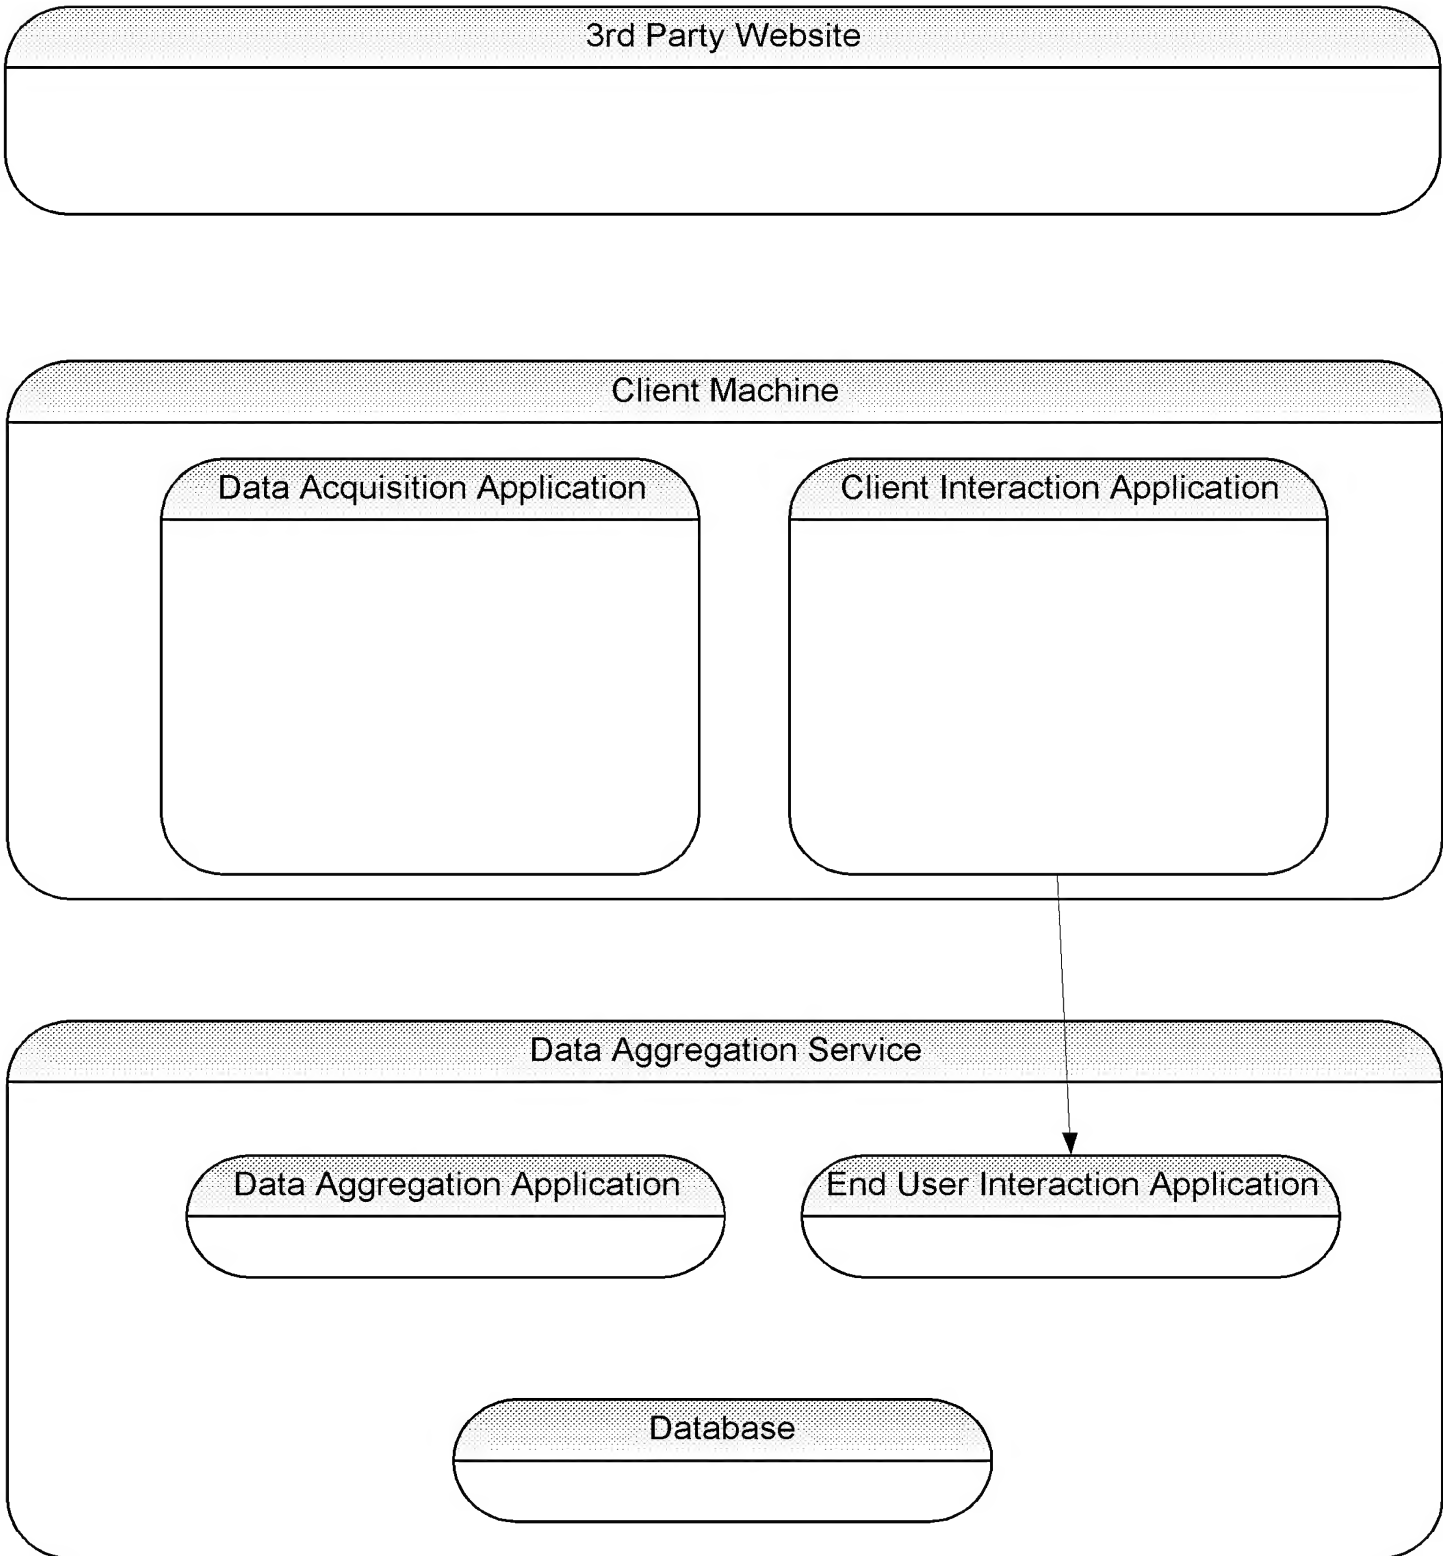 3rd Party Website
Client Machine
Data Acquisition Application
Client Interaction Application
Data Aggregation Service
Data Aggregation Application
End User Interaction Application
Database